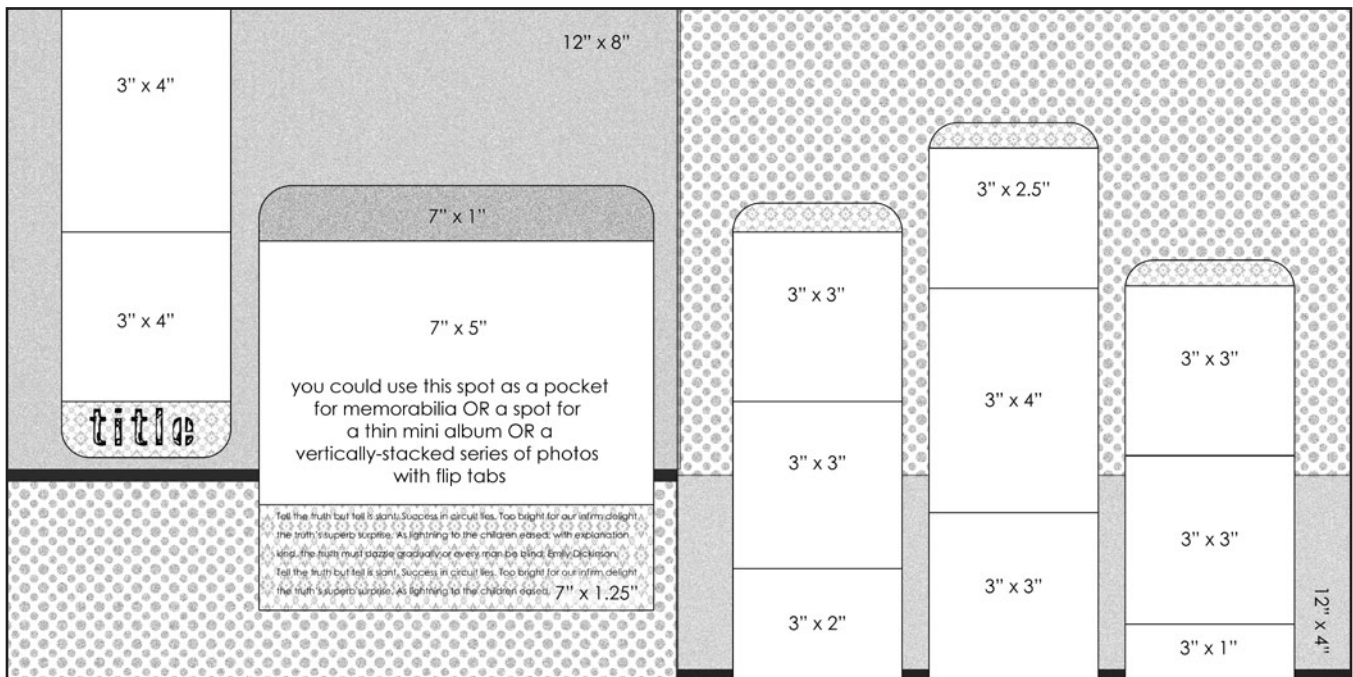 12” x 8”
3” x 4”
3” x 4”
title
7” x 1”
7” x 5”
you could use this spot as a pocket
for memorabilia OR a spot for
a thin mini album OR a
vertically-stacked series of photos
with flip tabs
Tell the truth but tell is slant. Success in circuit lies. Too bright for our infirm delight
the truth’s superb surprise. As lightning to the children eased, with explanation
kind, the truth must dazzle gradually or every man be blind. Emily Dickinson.
Tell the truth but tell is slant. Success in circuit lies. Too bright for our infirm delight
the truth’s superb surprise. As lightning to the children eased, 7” x 1.25”
3” x 3”
3” x 3”
3” x 2”
3” x 2.5”
3” x 4”
3” x 3”
3” x 3”
3” x 3”
3” x 1”
12” x 4”